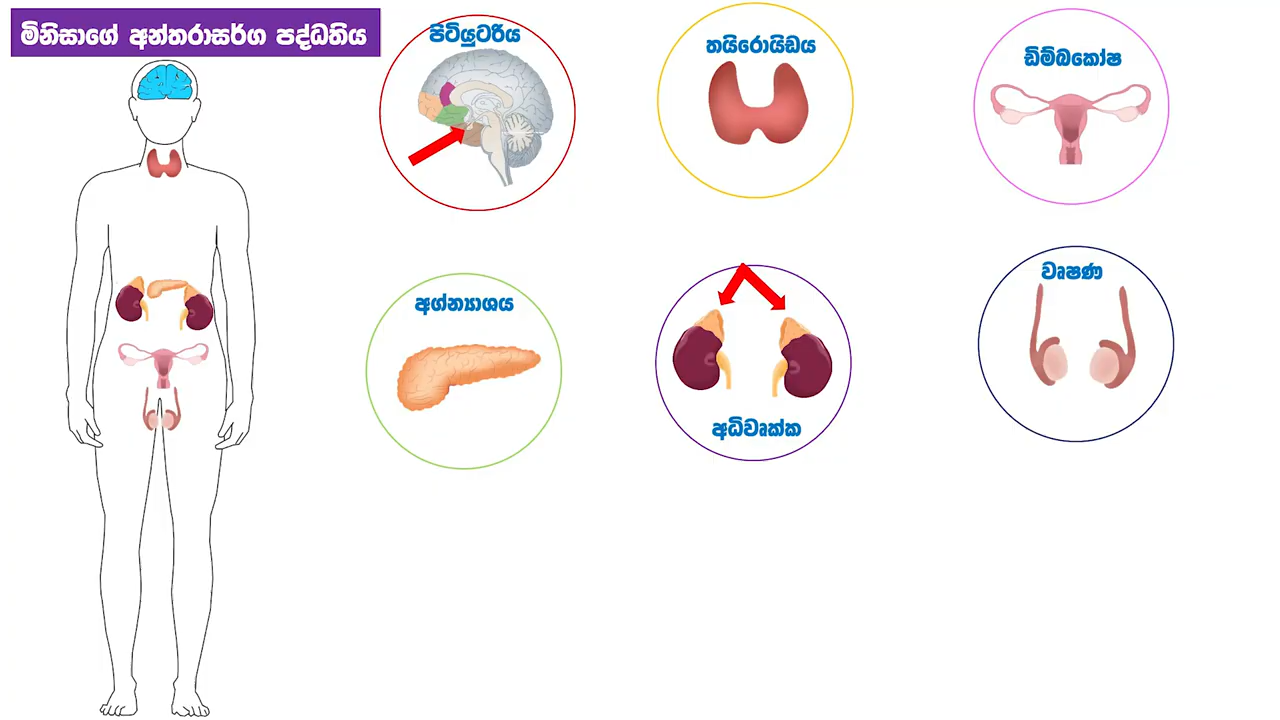 මිනිසාගේ අන්තරාසර්ග පද්ධතිය
පිටියුටරිය
තයිරොයිඩය
ඩිම්බකෝෂ
අග්න්‍යාශය
අධිවෘක්ක
වෘෂණ